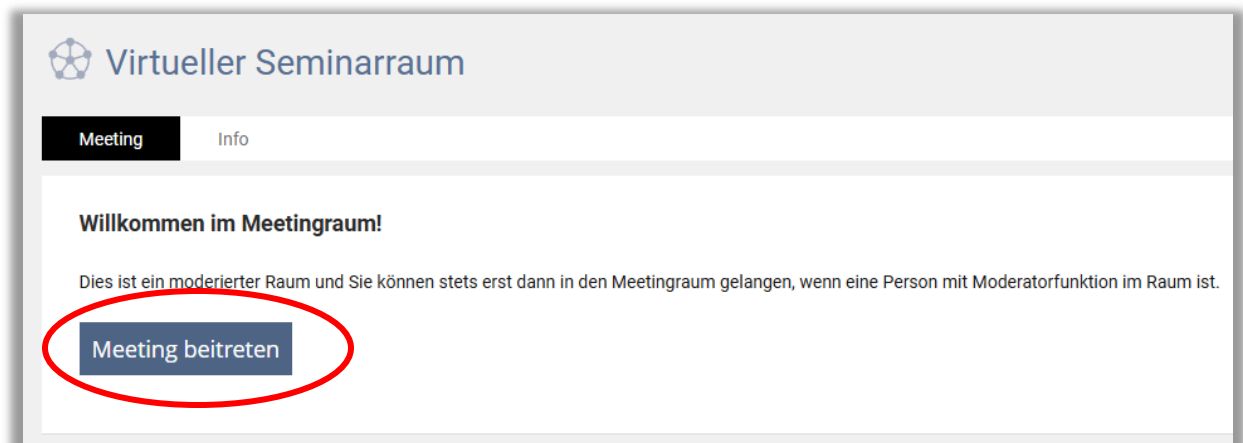 Virtueller Seminarraum
Meeting
Info
Willkommen im Meetingraum!
Dies ist ein moderierter Raum und Sie können stets erst dann in den Meetingraum gelangen, wenn eine Person mit Moderatorfunktion im Raum ist.
Meeting beitreten